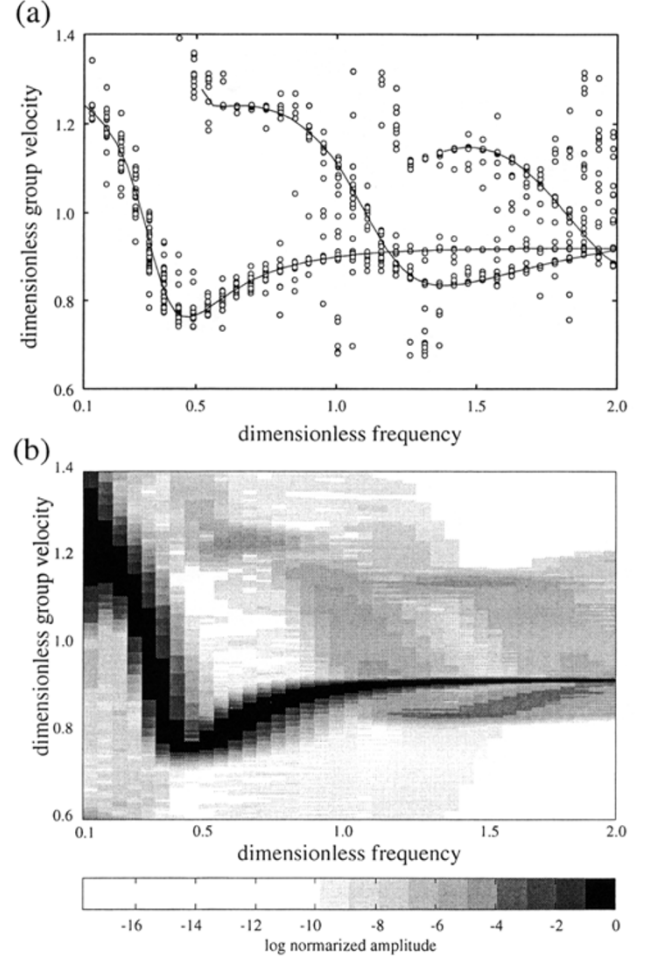 (a)
1.4
1.2
1.0
0.8
0.6
dimensionless group velocity
0.1 0.5 1.0 1.5 2.0
dimensionless frequency
(b)
1.4
1.2
1.0
0.8
0.6
dimensionless group velocity
0.1 0.5 1.0 1.5 2.0
dimensionless frequency
-16 -14 -12 -10 -8 -6 -4 -2 0
log normarized amplitude